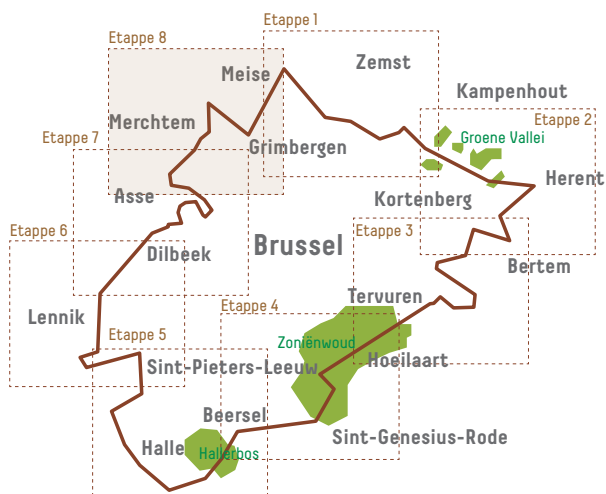 Etappe 1
Etappe 8
Zemst
Meise
Kampenhout
Merchtem
Etappe 2
Groene Vallei
Etappe 7
Grimbergen
Herent
Asse
Kortenberg
Etappe 6
Etappe 3
Brussel
Dilbeek
Bertem
Tervuren
Etappe 4
Lennik
Etappe 5
Zoniënwoud
Hoeilaart
Sint-Pieters-Leeuw
Beersel
Sint-Genesius-Rode
Halle
Hallerbos